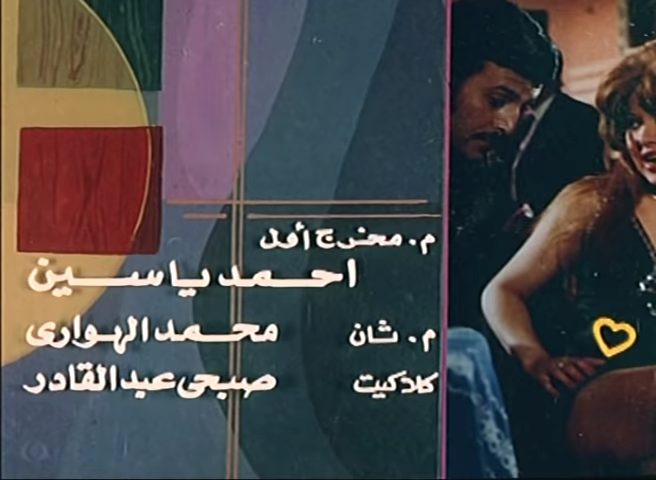 م. مخرج أول
احمد ياسين
م. ثان محمد الهوارى
كلاكيت صبحى عبد القادر